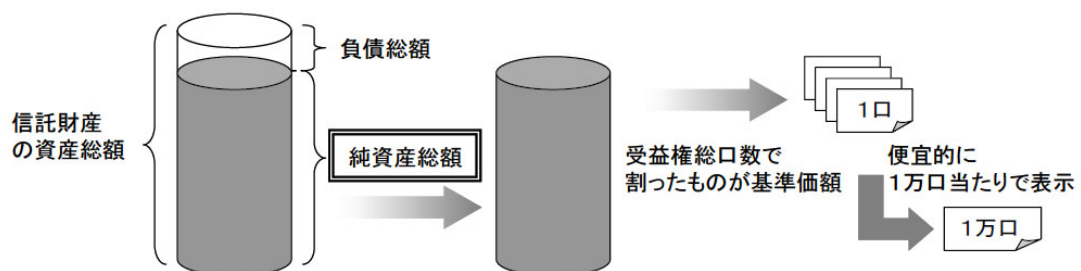 負債総額
信託財産
の資産総額
純資産総額
受益権総口数で
割ったものが基準価額
1口
便宜的に
1万口当たりで表示
1万口